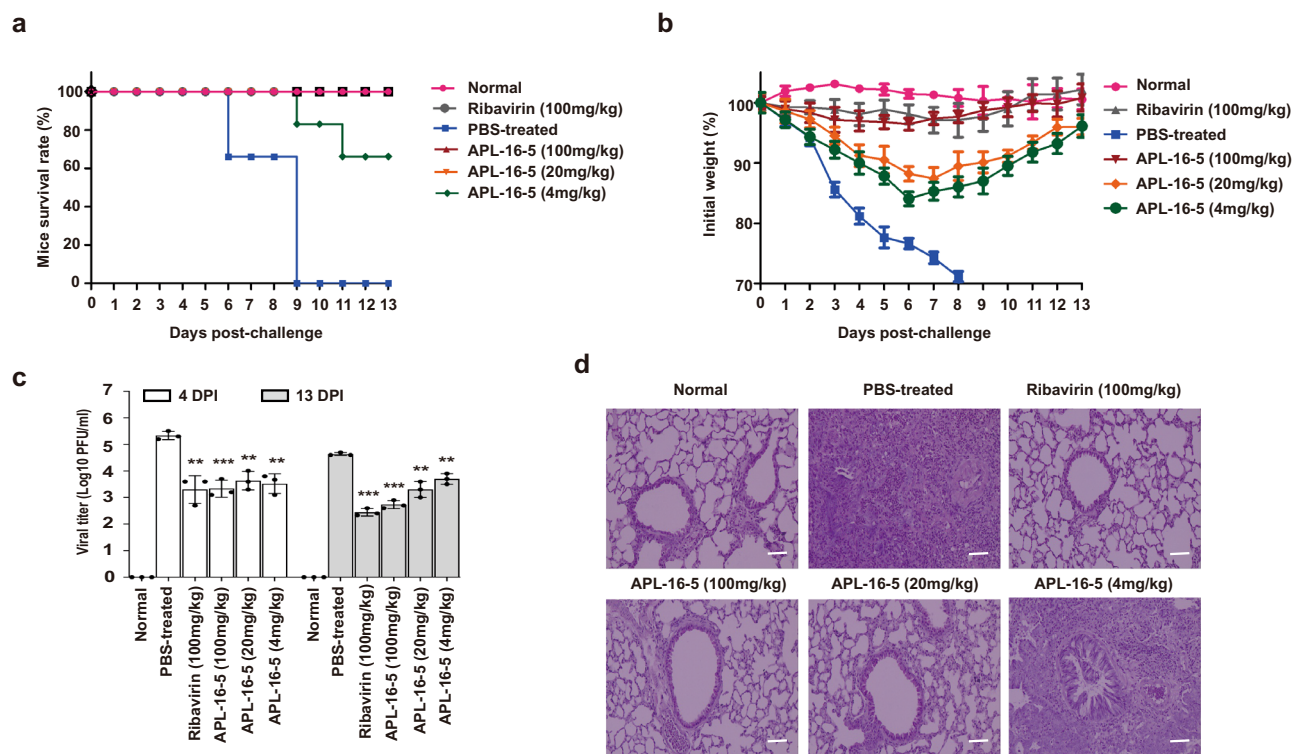 a
Mice survival rate (%)
100
80
60
40
20
0
0 1 2 3 4 5 6 7 8 9 10 11 12 13
Days post-challenge
Normal
Ribavirin (100mg/kg)
PBS-treated
APL-16-5 (100mg/kg)
APL-16-5 (20mg/kg)
APL-16-5 (4mg/kg)
b
Initial weight (%)
100
90
80
70
0 1 2 3 4 5 6 7 8 9 10 11 12 13
Days post-challenge
Normal
Ribavirin (100mg/kg)
PBS-treated
APL-16-5 (100mg/kg)
APL-16-5 (20mg/kg)
APL-16-5 (4mg/kg)
c
Viral titer (Log10 PFU/ml)
7
6
5
4
3
2
1
0
4 DPI 13 DPI
** *** ** ** *** *** ** **
Normal
PBS-treated
Ribavirin (100mg/kg)
APL-16-5 (100mg/kg)
APL-16-5 (20mg/kg)
APL-16-5 (4mg/kg)
Normal
PBS-treated
Ribavirin (100mg/kg)
APL-16-5 (100mg/kg)
APL-16-5 (20mg/kg)
APL-16-5 (4mg/kg)
d
Normal PBS-treated Ribavirin (100mg/kg)
APL-16-5 (100mg/kg) APL-16-5 (20mg/kg) APL-16-5 (4mg/kg)